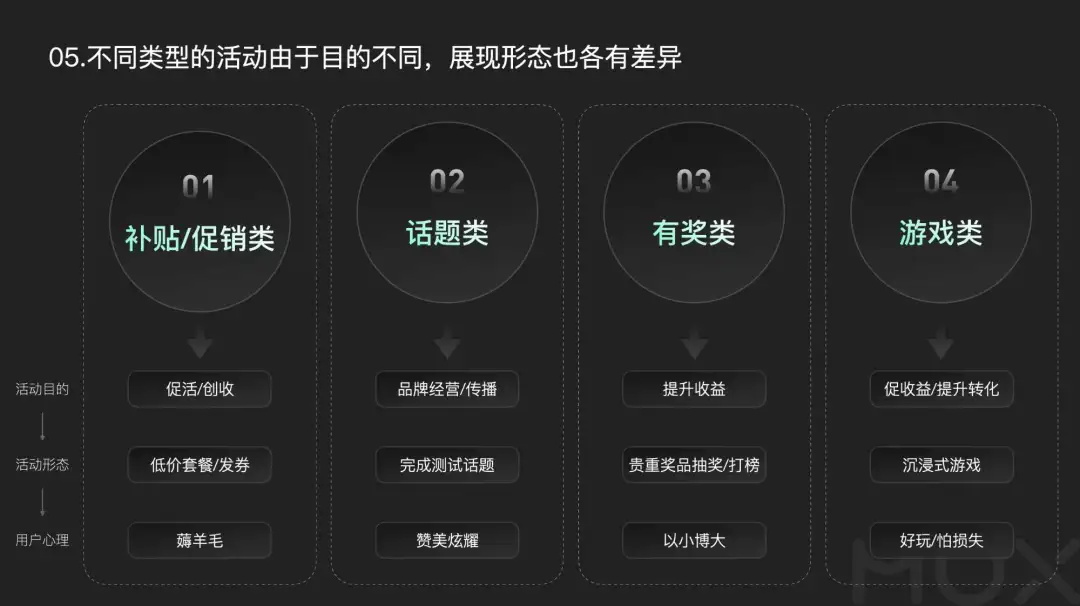 05.不同类型的活动由于目的不同，展现形态也各有差异
01
补贴/促销类
02
话题类
03
有奖类
04
游戏类
活动目的
促活/创收
品牌经营/传播
提升收益
促收益/提升转化
活动形态
低价套餐/发券
完成测试话题
贵重奖品抽奖/打榜
沉浸式游戏
用户心理
薅羊毛
赞美炫耀
以小博大
好玩/怕损失
MUX